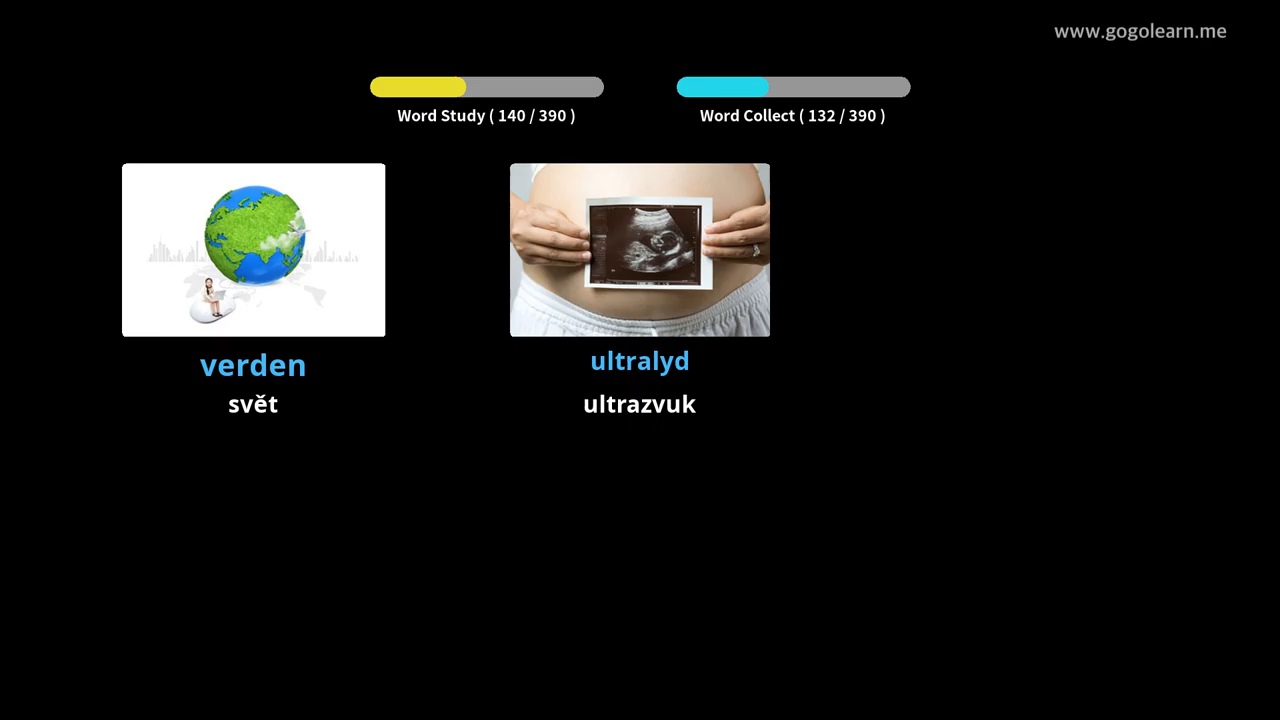 www.gogolearn.me
Word Study ( 140 / 390 )
Word Collect ( 132 / 390 )
verden
svět
ultralyd
ultrazvuk